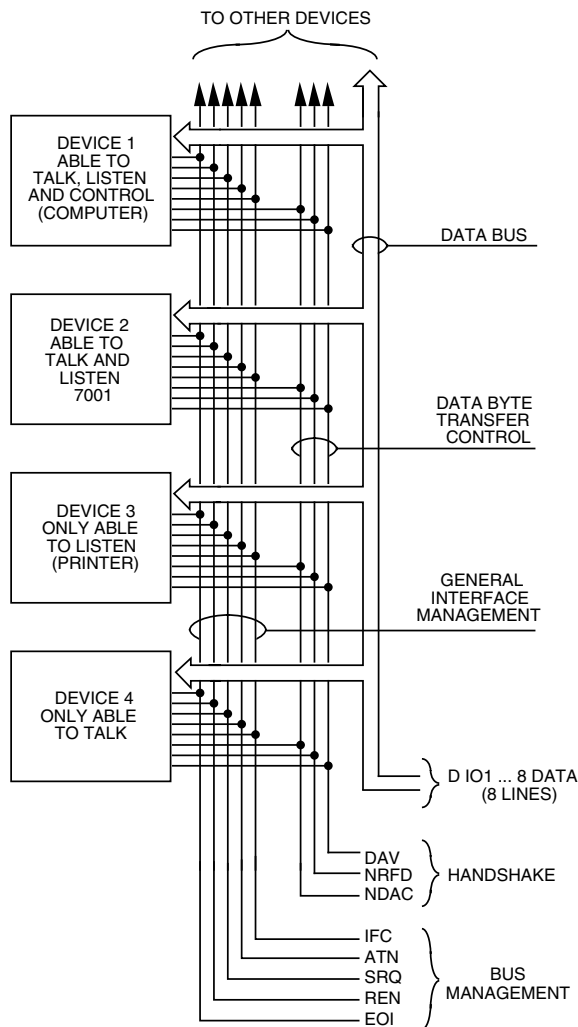 TO OTHER DEVICES
DEVICE 1
ABLE TO
TALK, LISTEN
AND CONTROL
(COMPUTER)
DATA BUS
DEVICE 2
ABLE TO
TALK AND
LISTEN
7001
DATA BYTE
TRANSFER
CONTROL
DEVICE 3
ONLY ABLE
TO LISTEN
(PRINTER)
GENERAL
INTERFACE
MANAGEMENT
DEVICE 4
ONLY ABLE
TO TALK
D IO1 ... 8 DATA
(8 LINES)
DAV
NRFD
NDAC
HANDSHAKE
IFC
ATN
SRQ
REN
EOI
BUS
MANAGEMENT